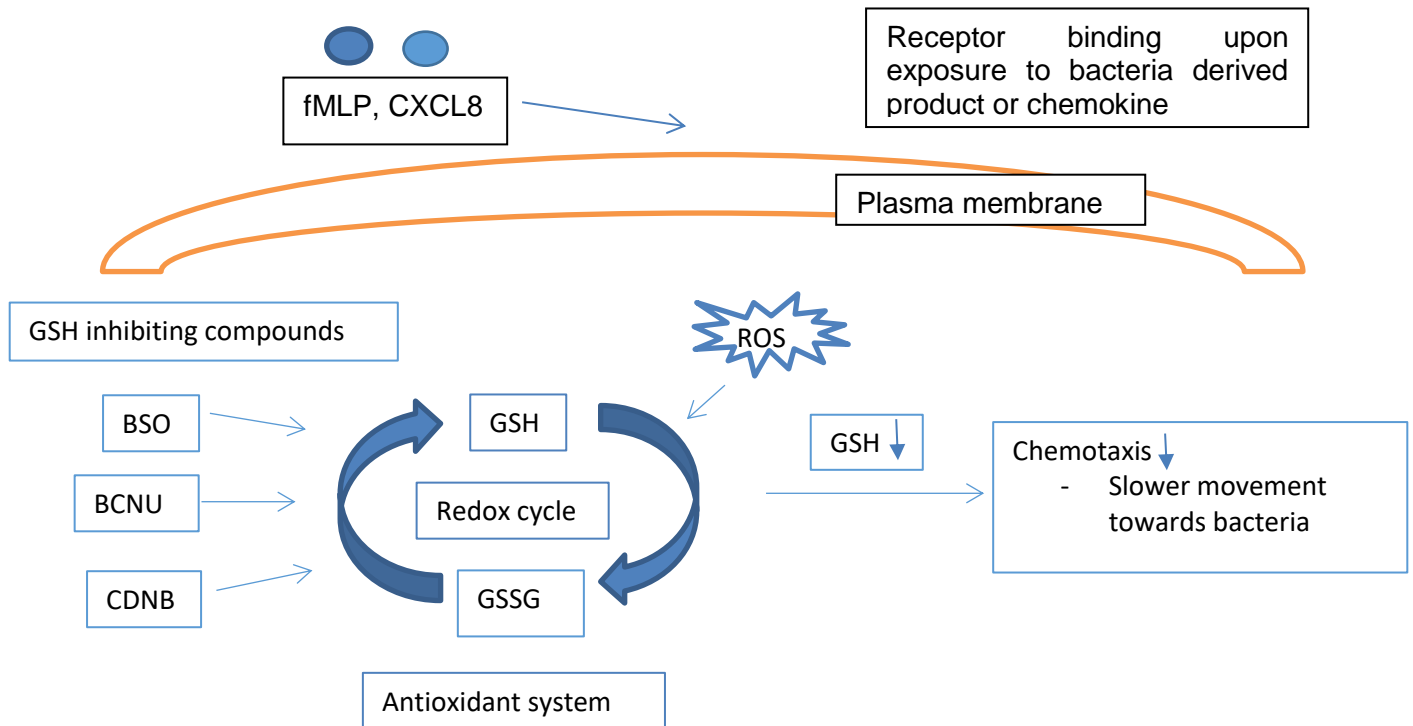 fMLP, CXCL8
Receptor binding upon
exposure to bacteria derived
product or chemokine
Plasma membrane
GSH inhibiting compounds
ROS
BSO
GSH
GSH
Chemotaxis
- Slower movement
towards bacteria
BCNU
Redox cycle
CDNB
GSSG
Antioxidant system